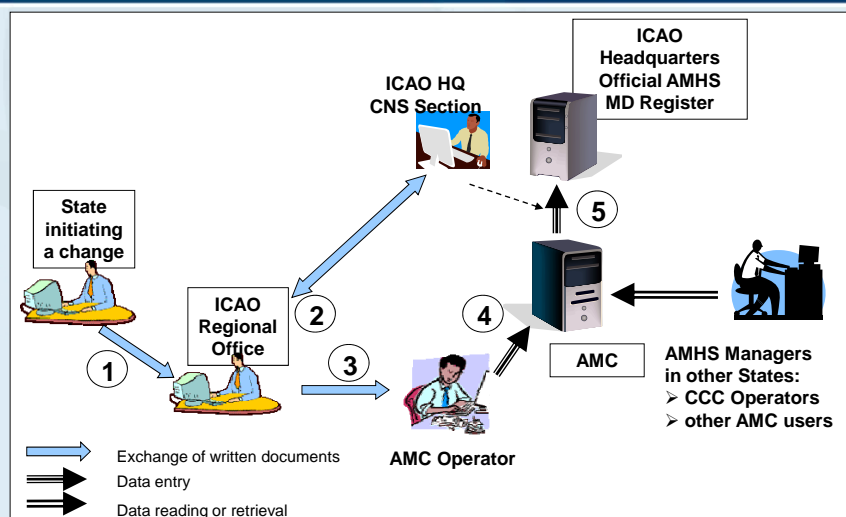 ICAO
Headquarters
Official AMHS
MD Register
ICAO HQ
CNS Section
5
State
initiating
a change
ICAO
Regional
Office
2
1
3
4
AMC
AMHS Managers
in other States:
➢ CCC Operators
➢ other AMC users
AMC Operator
Exchange of written documents
Data entry
Data reading or retrieval